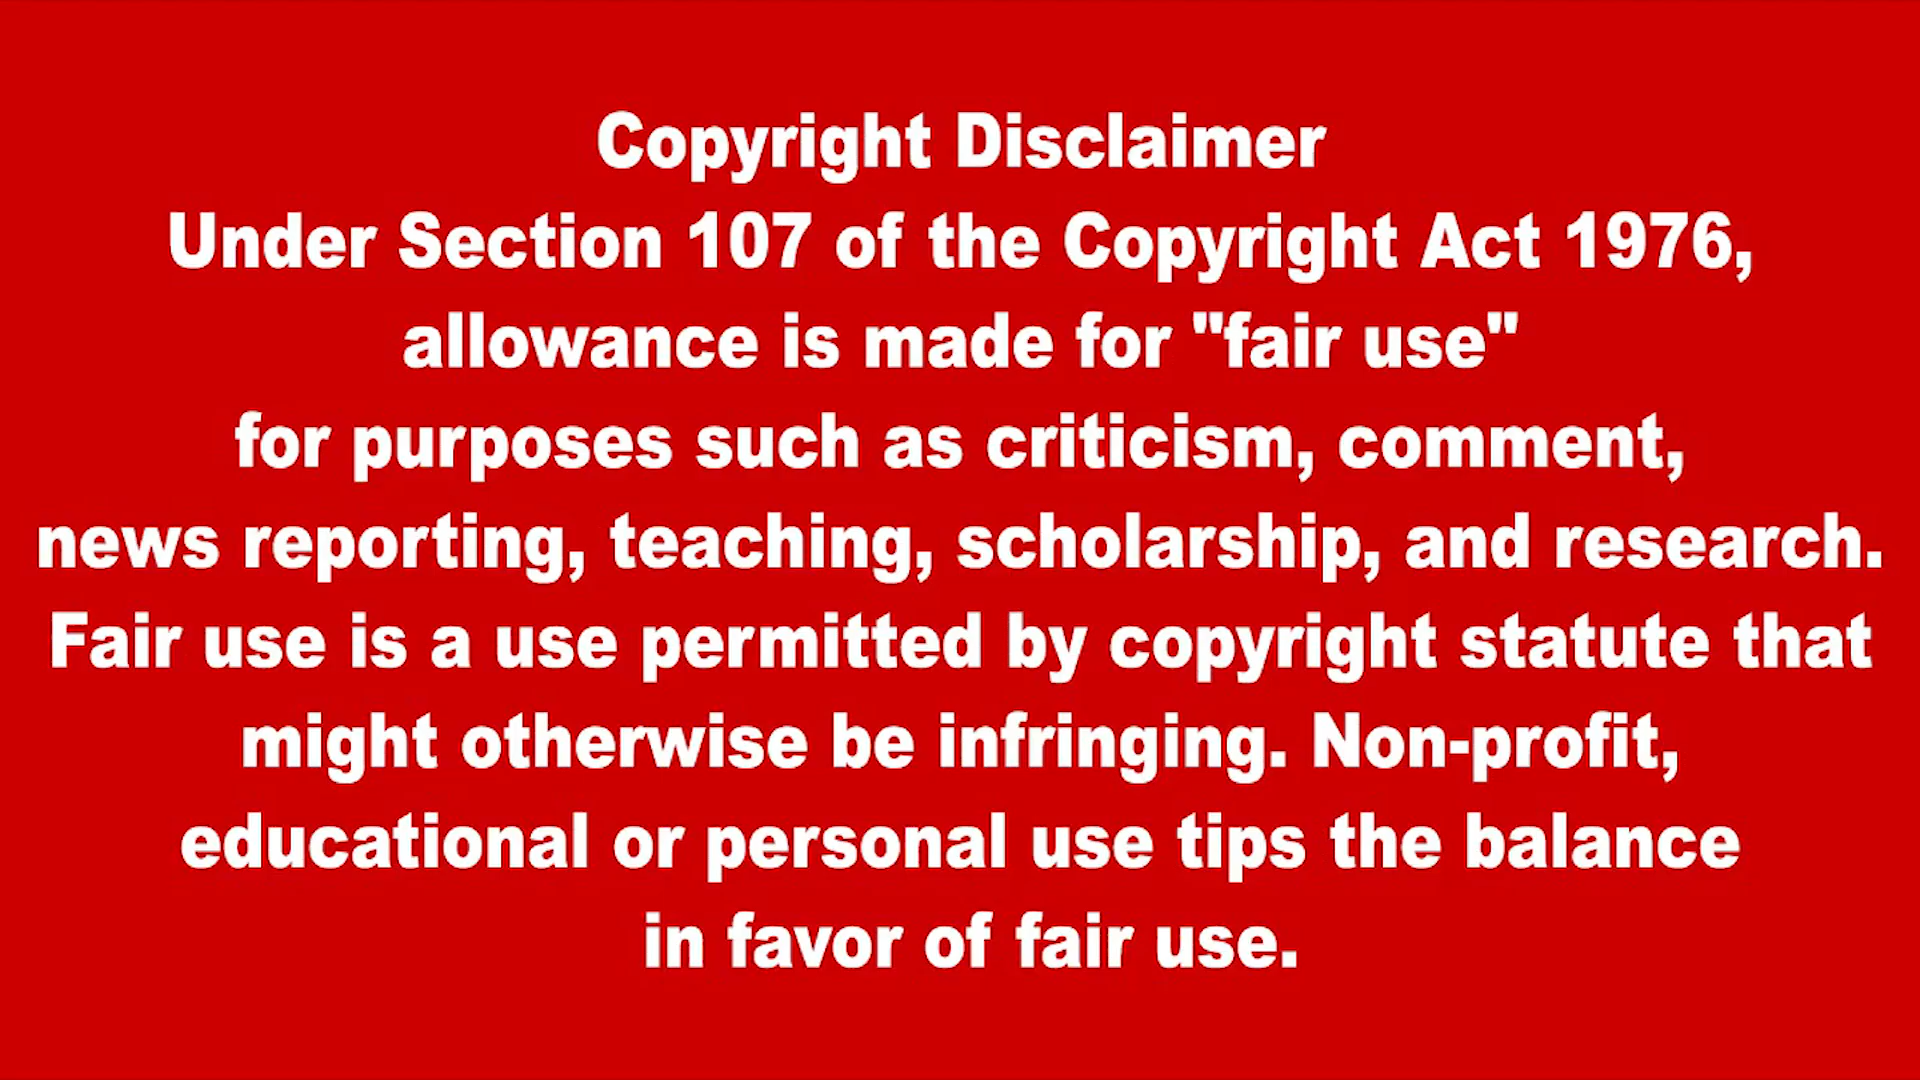 Copyright Disclaimer
Under Section 107 of the Copyright Act 1976,
allowance is made for "fair use"
for purposes such as criticism, comment,
news reporting, teaching, scholarship, and research.
Fair use is a use permitted by copyright statute that
might otherwise be infringing. Non-profit,
educational or personal use tips the balance
in favor of fair use.